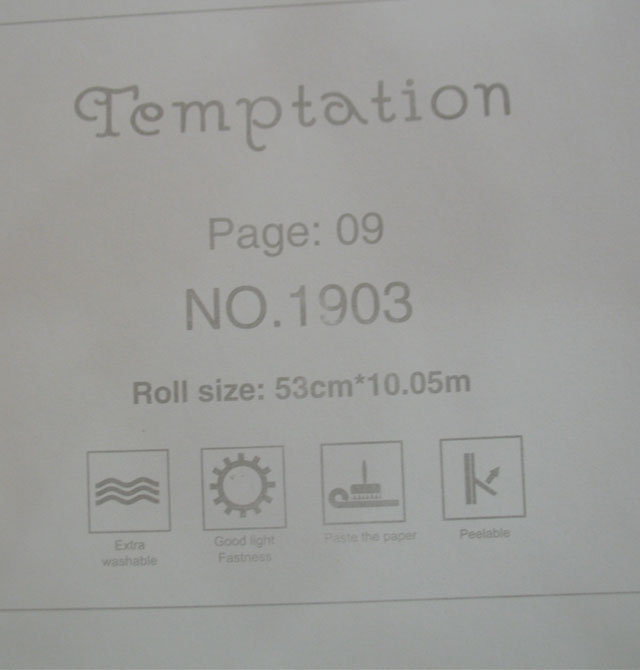 Temptation
Page: 09
NO.1903
Roll size: 53cm*10.05m
Extra
washable
Good light
Fastness
Paste the paper
Peelable